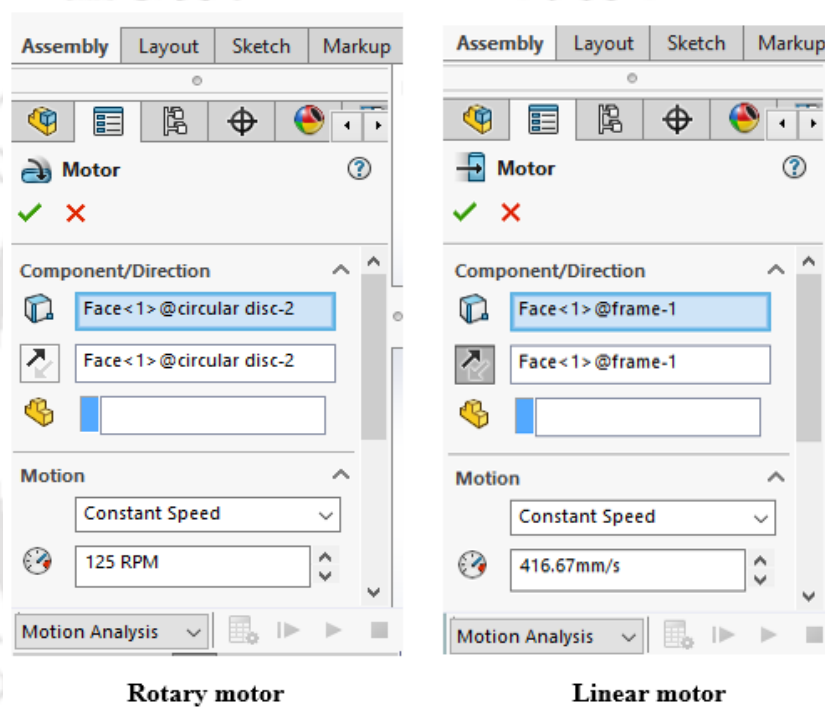 Assembly Layout Sketch Markup
Motor
Component/Direction
Face<1>@circular disc-2
Face<1>@circular disc-2
Motion
Constant Speed
125 RPM
Motion Analysis
Rotary motor
Assembly Layout Sketch Markup
Motor
Component/Direction
Face<1>@frame-1
Face<1>@frame-1
Motion
Constant Speed
416.67mm/s
Motion Analysis
Linear motor